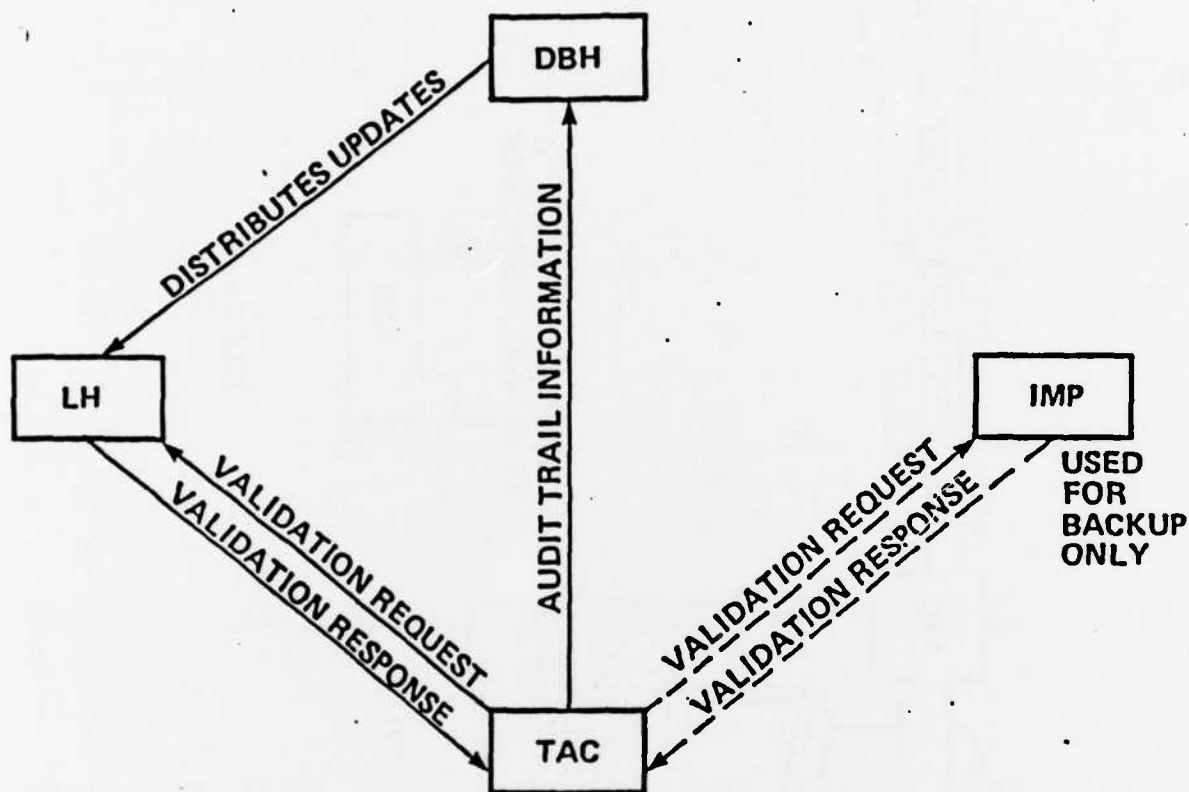 DBH
DISTRIBUTES UPDATES
AUDIT TRAIL INFORMATION
LH
IMP
USED
FOR
BACKUP
ONLY
VALIDATION REQUEST
VALIDATION RESPONSE
VALIDATION REQUEST
VALIDATION RESPONSE
TAC